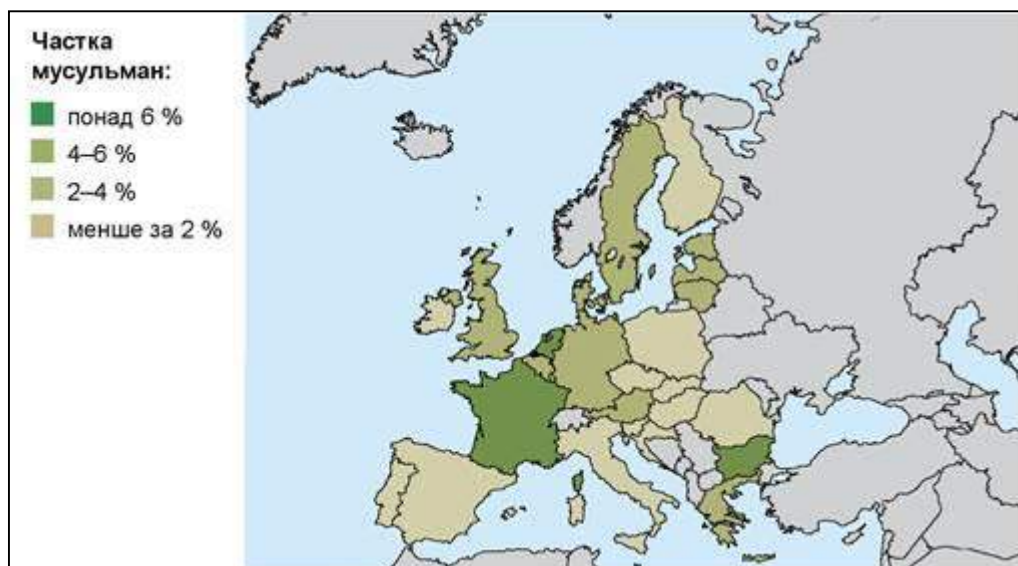 Частка
мусульман:
понад 6 %
4–6 %
2–4 %
менше за 2 %